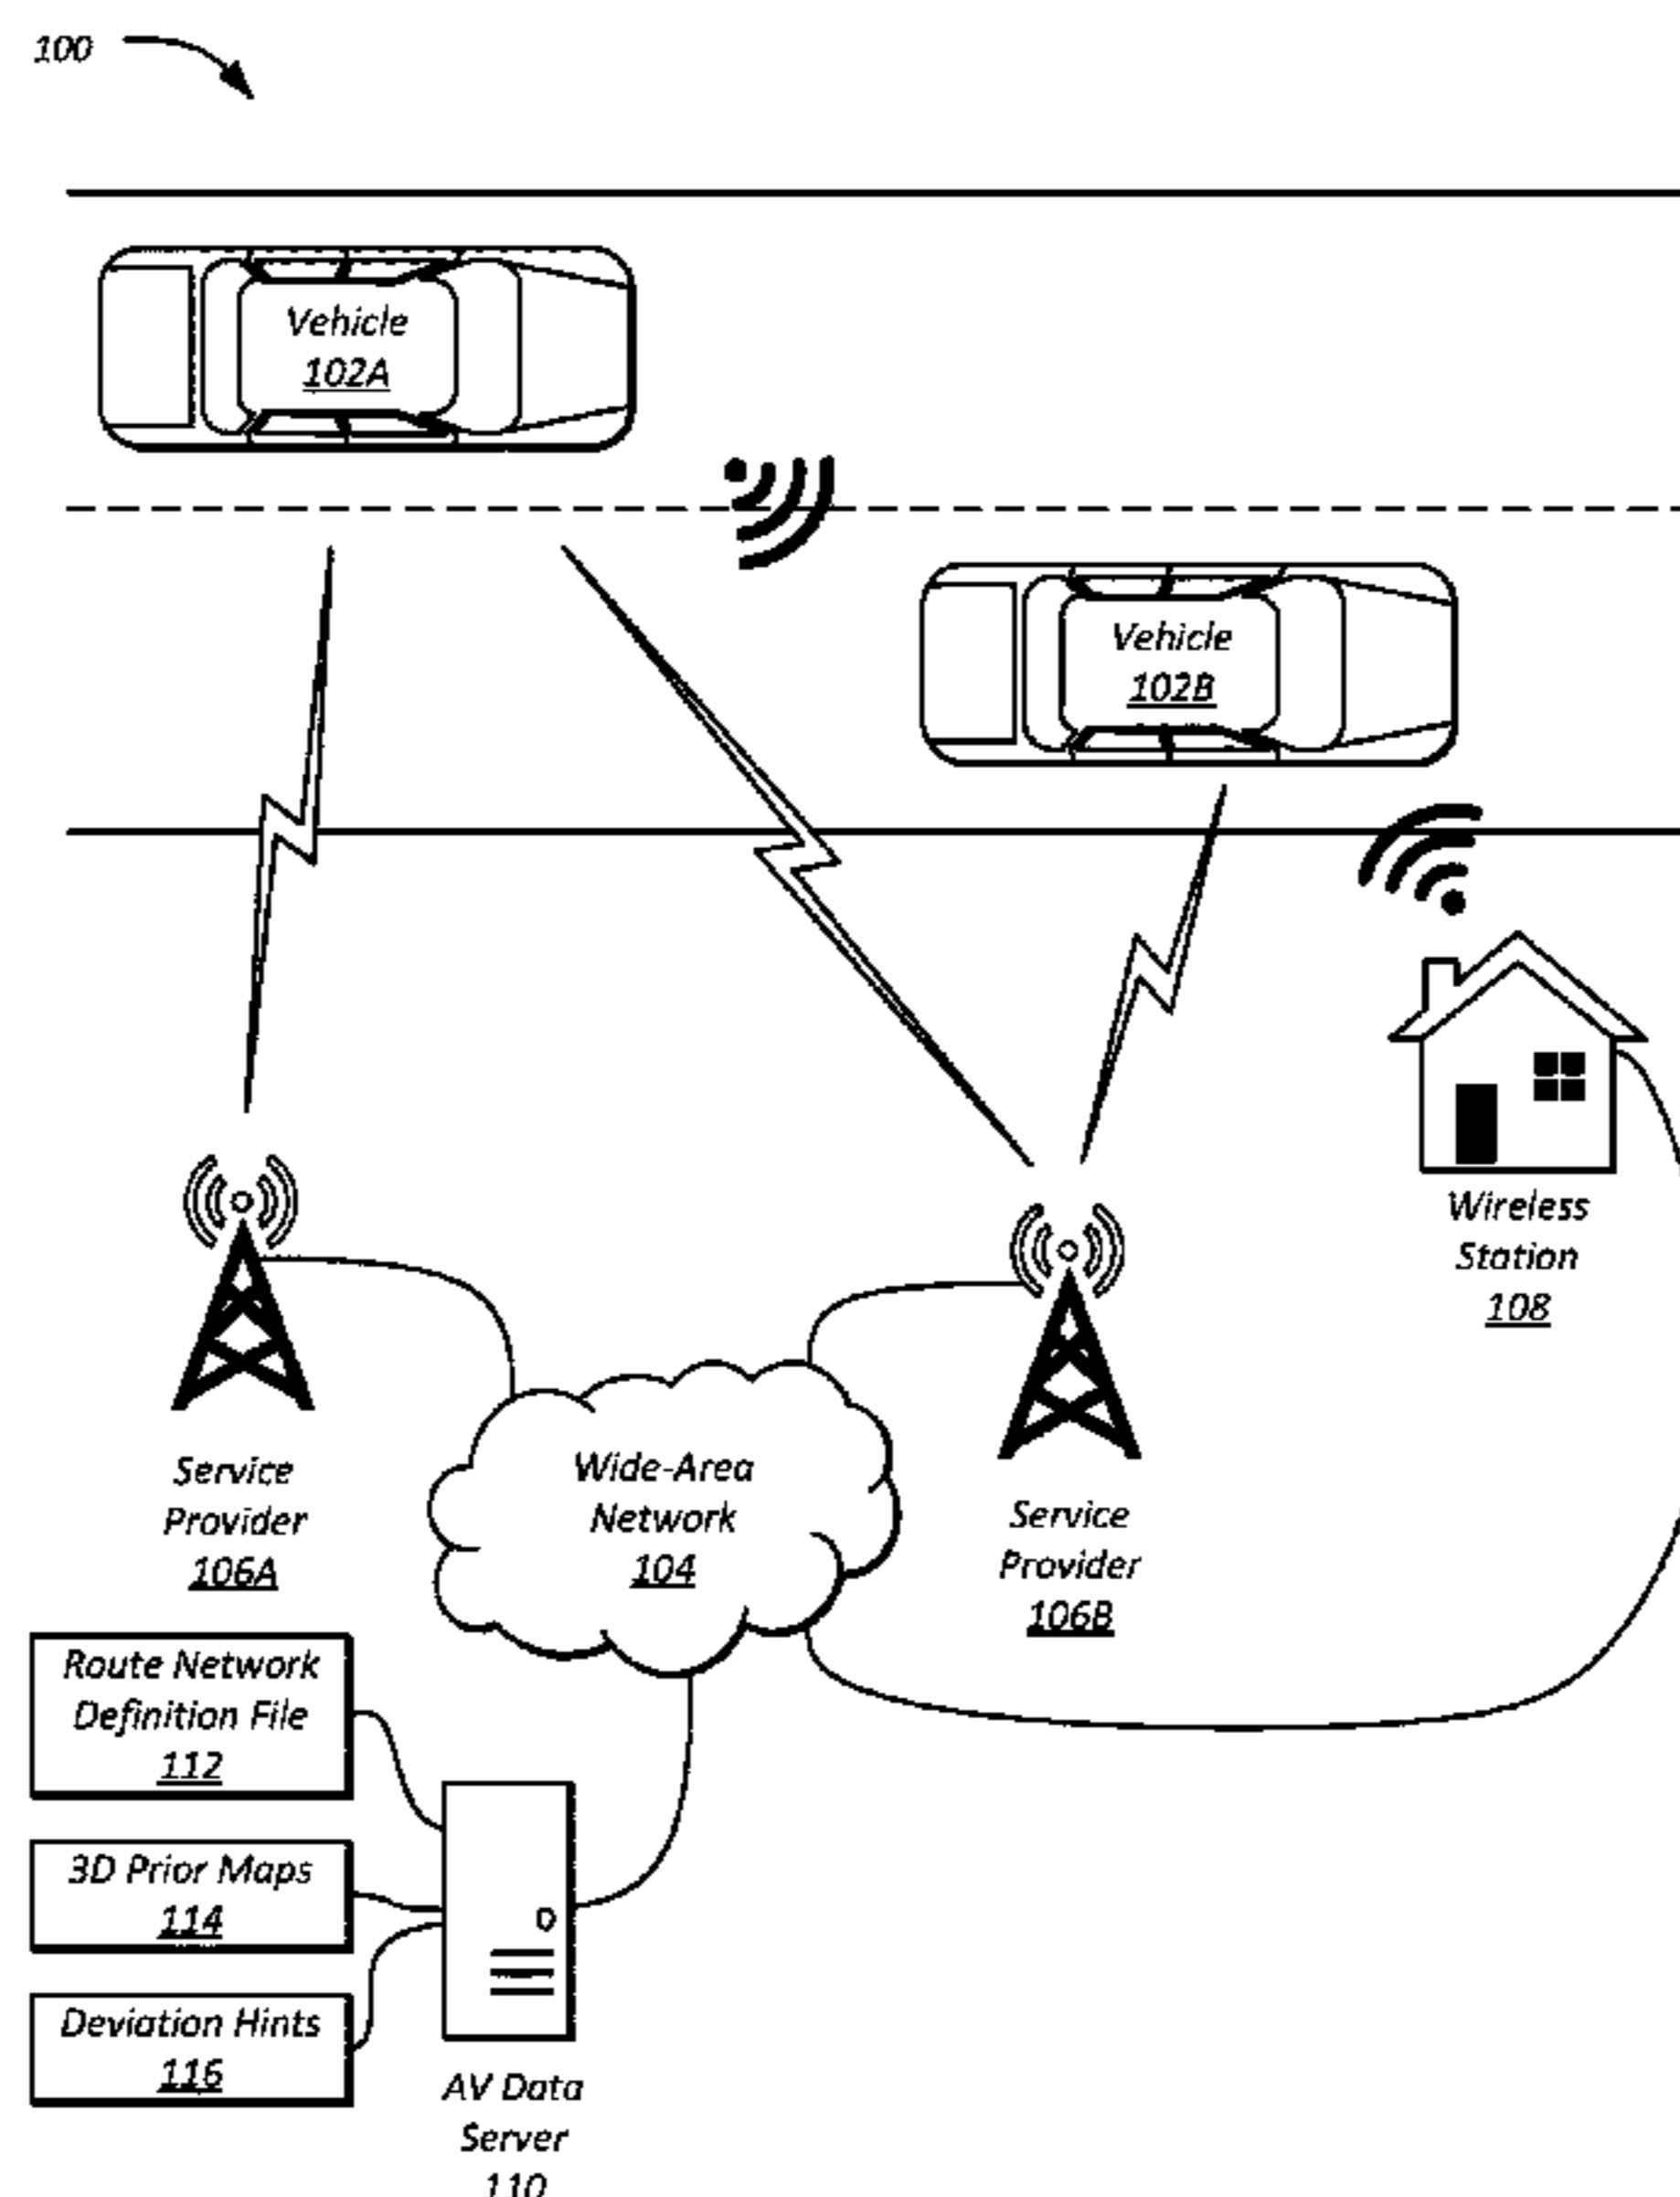 100
Vehicle
102A
Vehicle
102B
Wireless
Station
108
Service
Provider
106A
Wide-Area
Network
104
Service
Provider
106B
Route Network
Definition File
112
3D Prior Maps
114
Deviation Hints
116
AV Data
Server
110